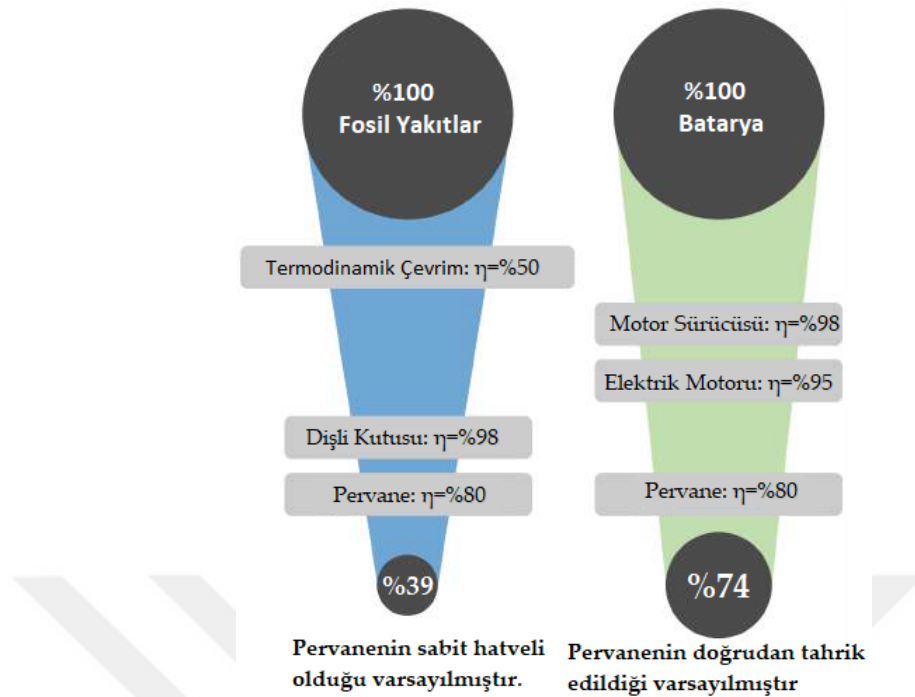 %100
Fosil Yakıtlar
Termodinamik Çevrim: η=%50
Dişli Kutusu: η=%98
Pervane: η=%80
%39
Pervanenin sabit hatveli
olduğu varsayılmıştır.
%100
Batarya
Motor Sürücüsü: η=%98
Elektrik Motoru: η=%95
Pervane: η=%80
%74
Pervanenin doğrudan tahrik
edildiği varsayılmıştır